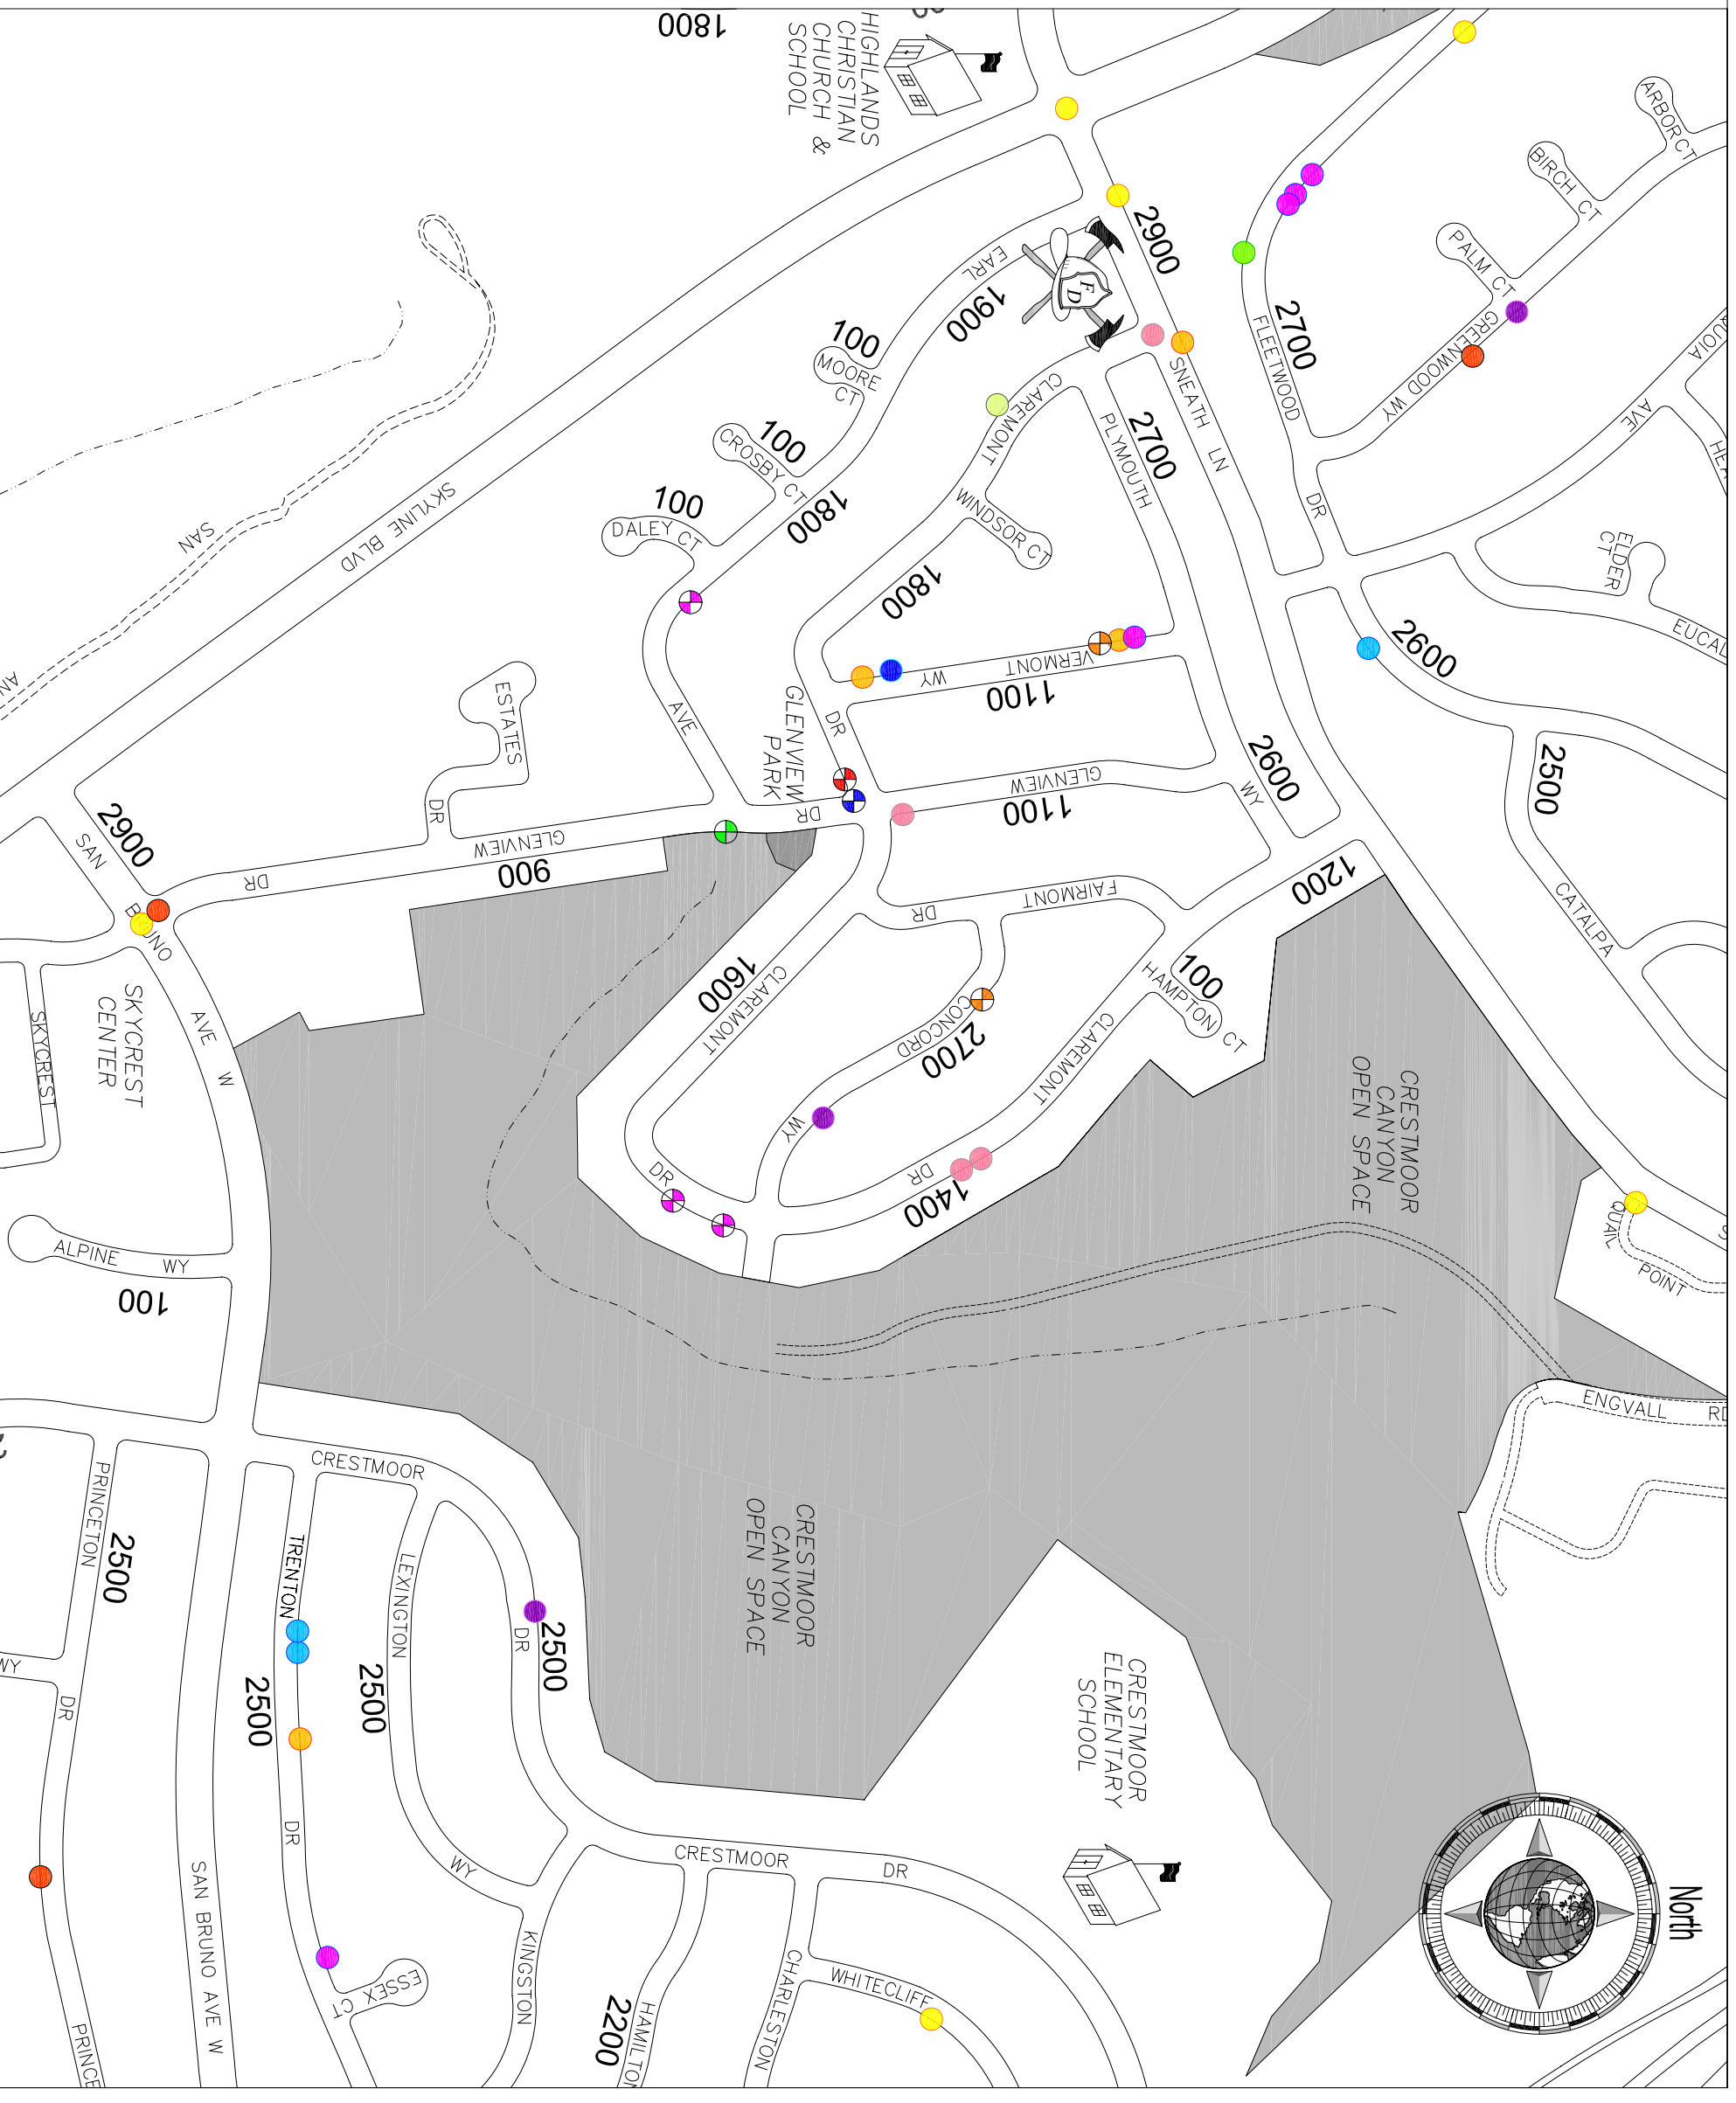 1800
HIGHLANDS
CHRISTIAN
CHURCH &
SCHOOL
ARBOR CT
BIRCH CT
PALM CT
GREENWOOD WY
2900
2700
FLEETWOOD
DR
EARL
1900
FD
SNEATH LN
AVE
100
MOORE
CT
CLAREMONT
2700
PLYMOUTH
100
CROSBY CT
1800
WINDSOR CT
100
DALEY CT
SKYLINE BLVD
SAN
ELDER
CT
2600
1800
VERMONT
WY
1100
GLENVIEW
PARK
DR
AVE
ESTATES
DR
GLENVIEW
1100
2600
WY
2500
CATALPA
2900
SAN
BRUNO
AVE W
GLENVIEW
DR
900
DR
1200
FAIRMONT
DR
100
HAMPTON CT
1600
CLAREMONT
CONCORD
2700
WY
CLAREMONT
DR
1400
DR
SKYCREST
CENTER
SKYCREST
CRESTMOOR
CANYON
OPEN SPACE
QUAIL
POINT
ALPINE WY
100
ENGVALL
CRESTMOOR
PRINCETON
2500
TRENTON
LEXINGTON
CRESTMOOR
CANYON
OPEN SPACE
DR
2500
2500
2500
WY
DR
DR
CRESTMOOR
ELEMENTARY
SCHOOL
SAN BRUNO AVE W
CRESTMOOR
DR
KINGSTON
ESSEX CT
2200
CHARLESTON
WHITECLIFF
North